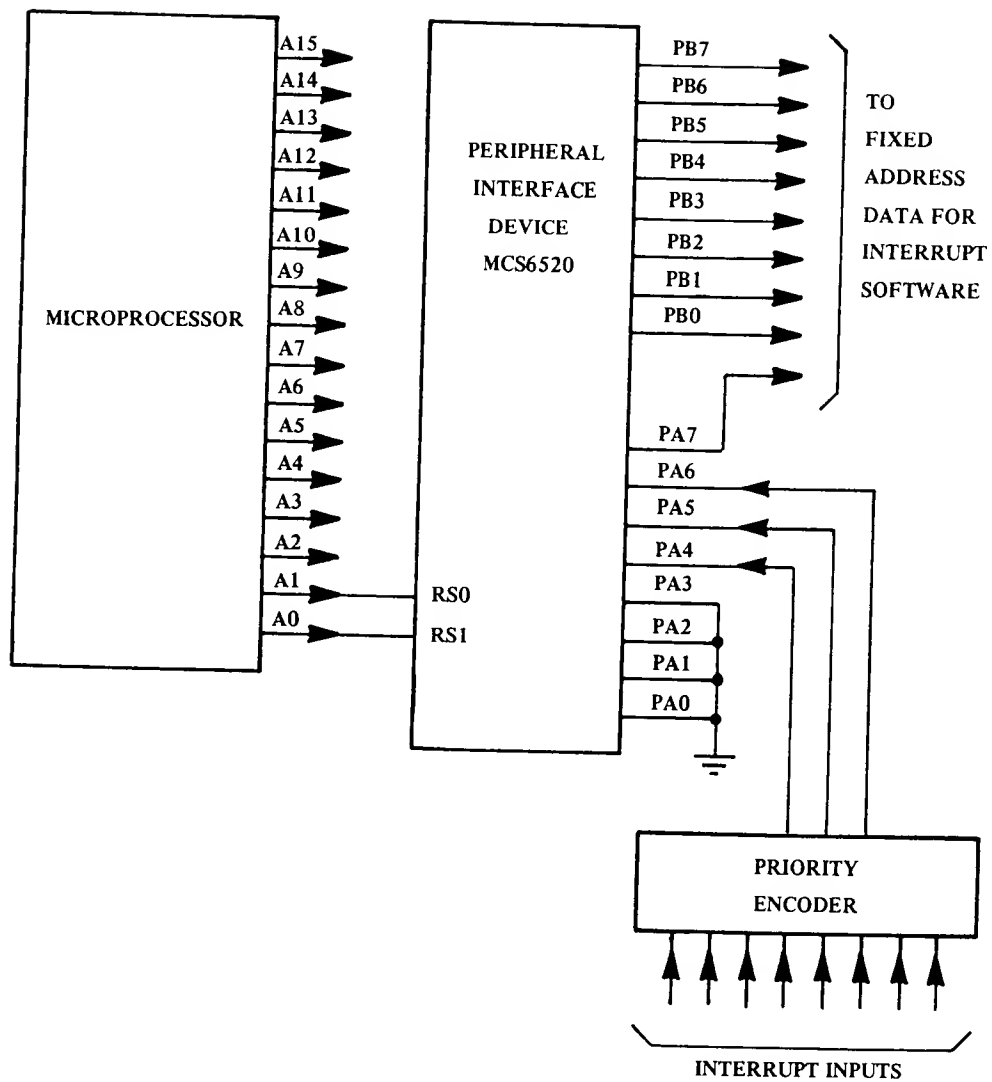 A15
A14
A13
A12
A11
A10
A9
A8
A7
A6
A5
A4
A3
A2
A1
A0
MICROPROCESSOR
PERIPHERAL
INTERFACE
DEVICE
MCS6520
RS0
RS1
PB7
PB6
PB5
PB4
PB3
PB2
PB1
PB0
PA7
PA6
PA5
PA4
PA3
PA2
PA1
PA0
TO
FIXED
ADDRESS
DATA FOR
INTERRUPT
SOFTWARE
PRIORITY
ENCODER
INTERRUPT INPUTS